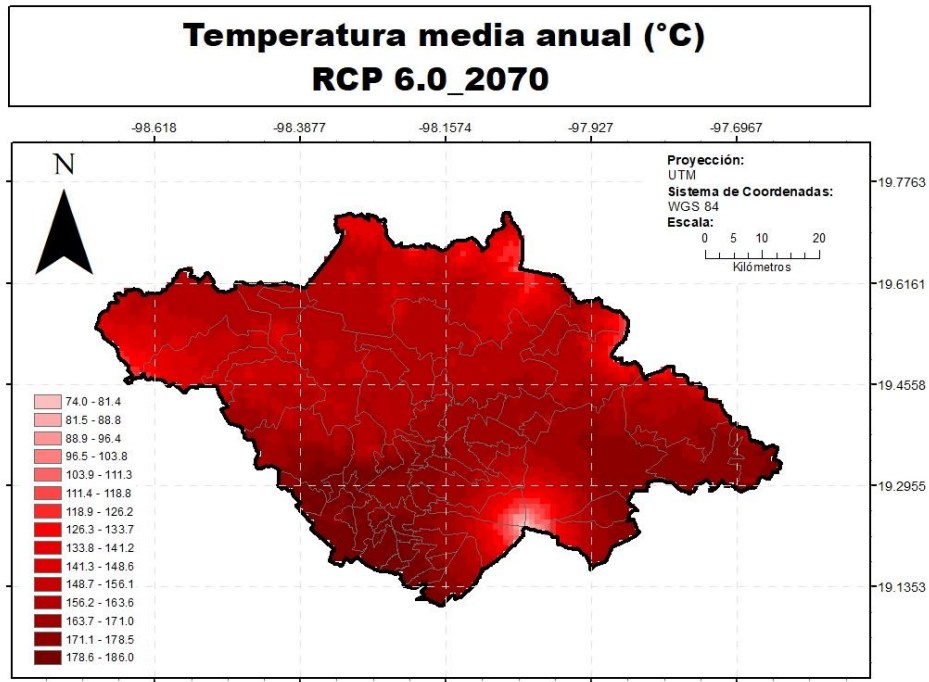 Temperatura media anual (°C)
RCP 6.0_2070
-98.618 -98.3877 -98.1574 -97.927 -97.6967
N
Proyección:
UTM
Sistema de Coordenadas:
WGS 84
Escala:
0 5 10 20
Kilómetros
19.7763
19.6161
19.4558
19.2955
19.1353
74.0 - 81.4
81.5 - 88.8
88.9 - 96.4
96.5 - 103.8
103.9 - 111.3
111.4 - 118.8
118.9 - 126.2
126.3 - 133.7
133.8 - 141.2
141.3 - 148.6
148.7 - 156.1
156.2 - 163.6
163.7 - 171.0
171.1 - 178.5
178.6 - 186.0